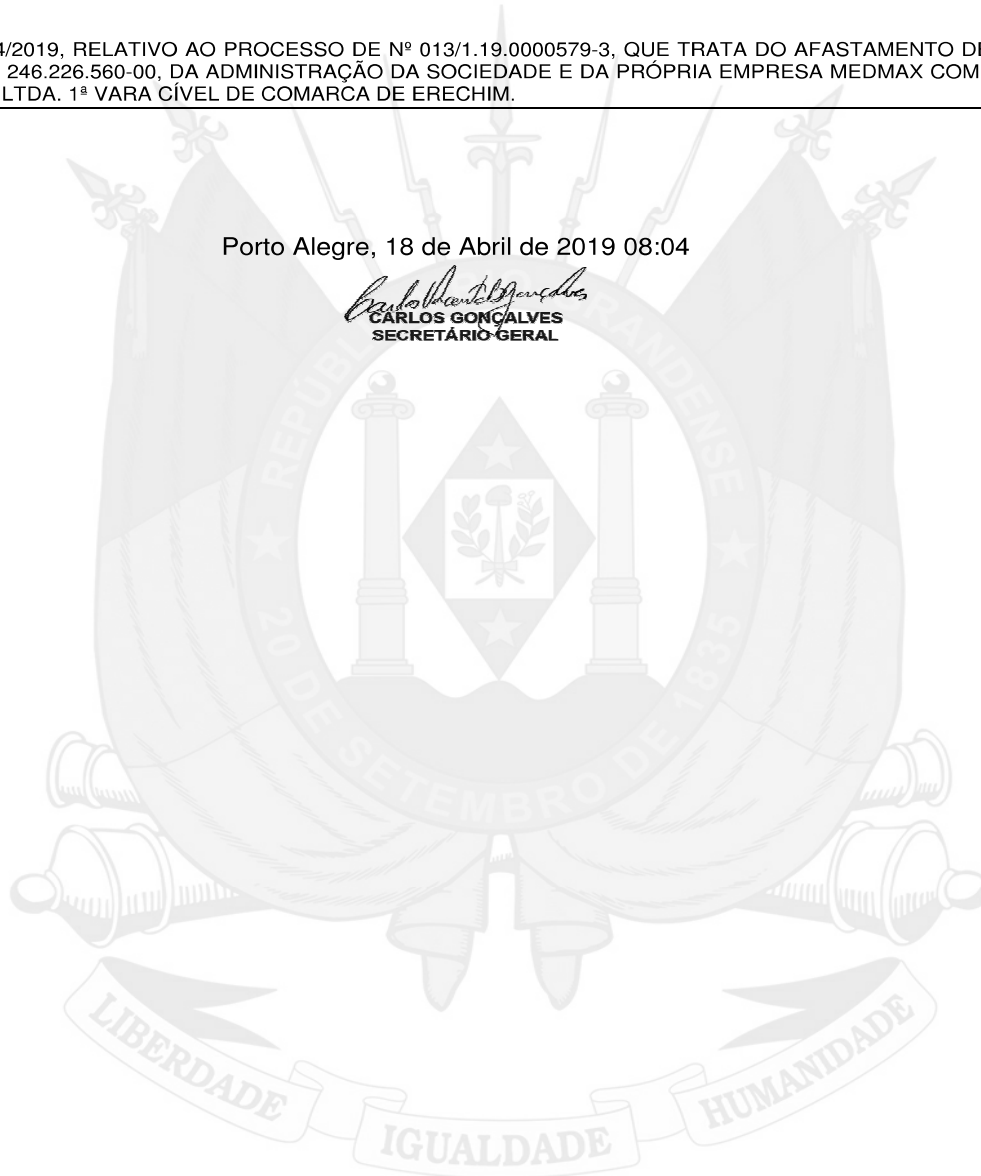 4/2019, RELATIVO AO PROCESSO DE Nº 013/1.19.0000579-3, QUE TRATA DO AFASTAMENTO DE
246.226.560-00, DA ADMINISTRAÇÃO DA SOCIEDADE E DA PRÓPRIA EMPRESA MEDMAX COM
LTDA. 1ª VARA CÍVEL DE COMARCA DE ERECHIM.
Porto Alegre, 18 de Abril de 2019 08:04
CARLOS GONÇALVES
SECRETÁRIO GERAL
REPÚBLICA RIO GRANDENSE
20 DE SETEMBRO DE 1835
LIBERDADE
IGUALDADE
HUMANIDADE